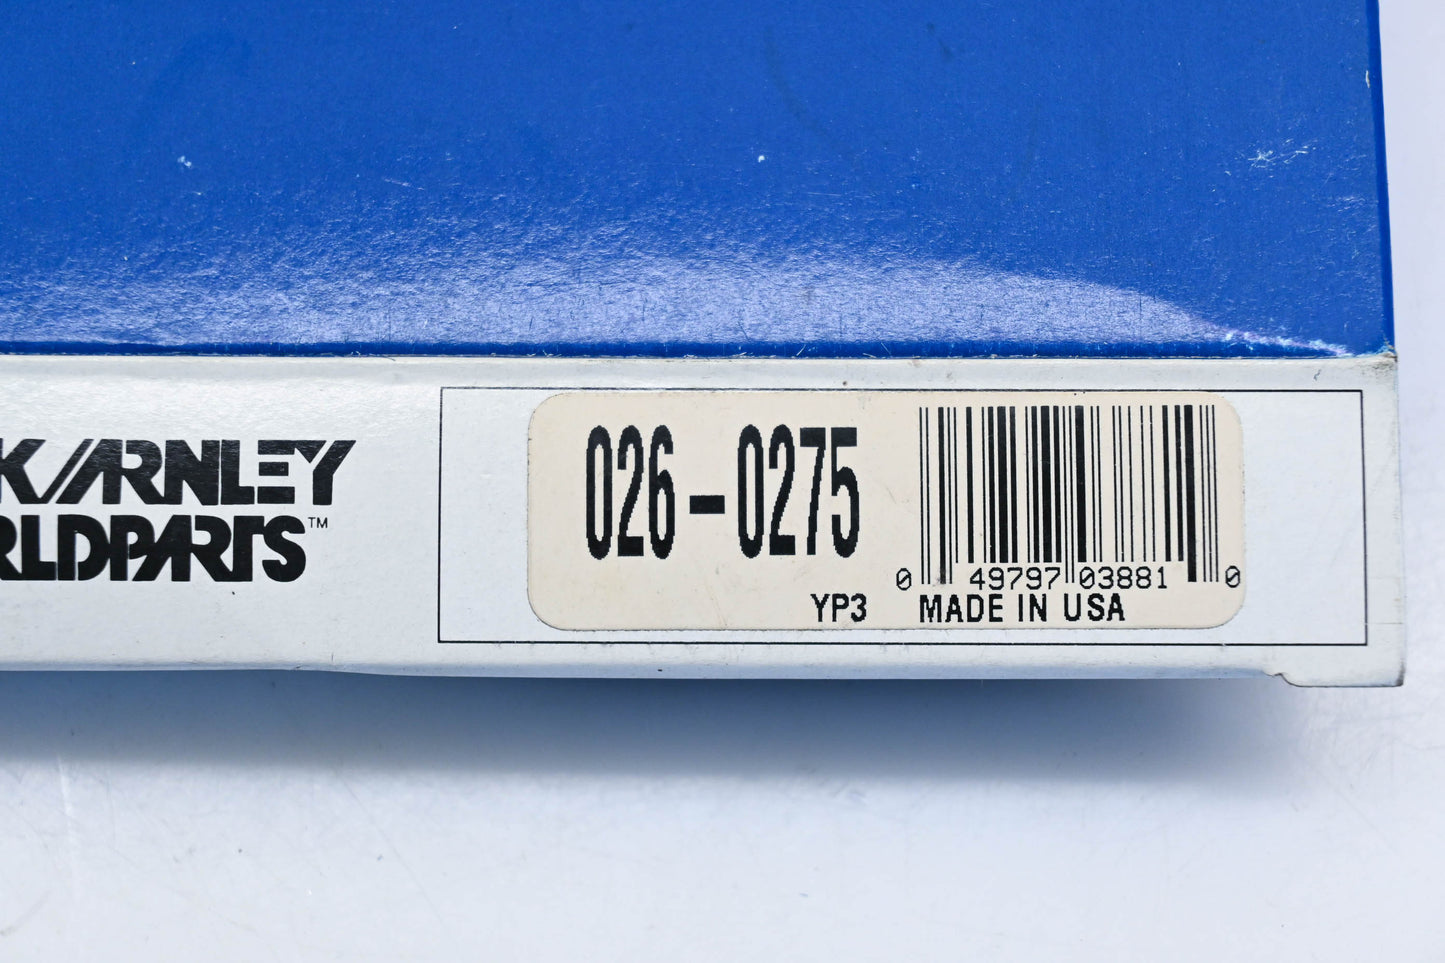 K/ARNLEY
RLDPARTS™
026-0275
0 49797 03881 0
YP3 MADE IN USA